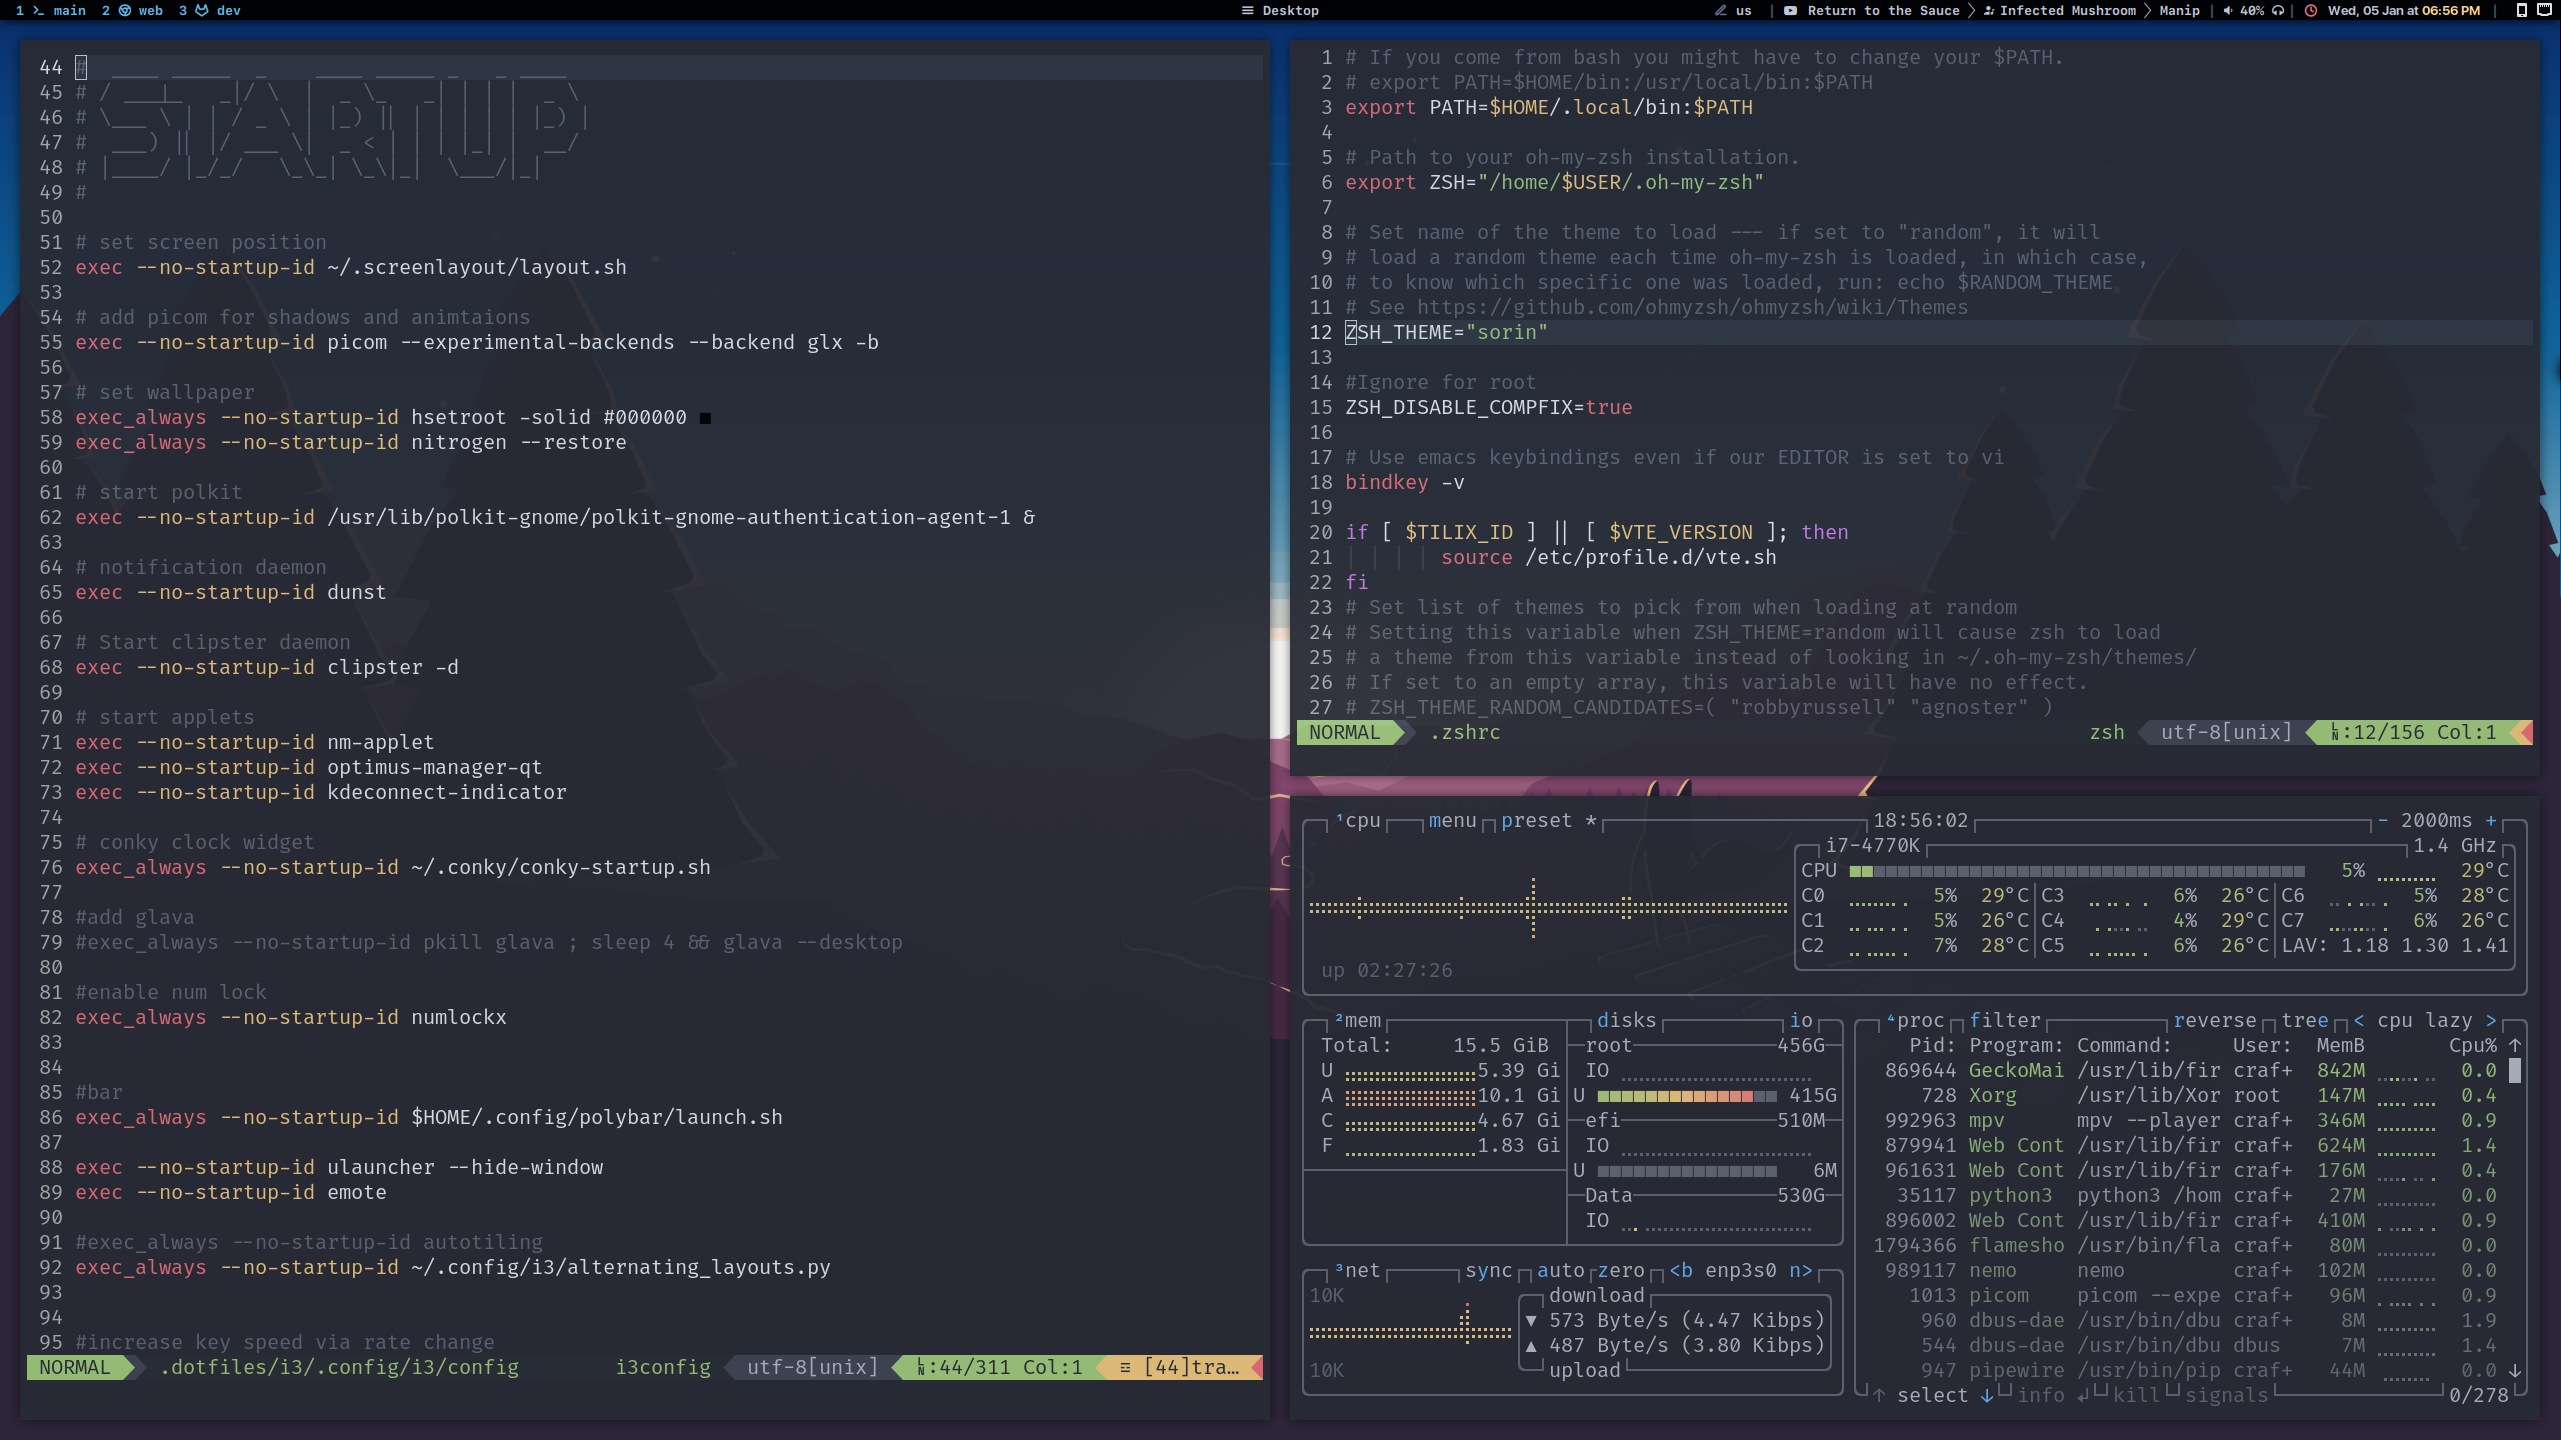 1 main 2 web 3 dev
Desktop
us | Return to the Sauce Infected Mushroom Manip | 40% | Wed, 05 Jan at 06:56 PM |
44 #
45 #
46 #
47 #
48 #
49 #
STARTUP
50
51 # set screen position
52 exec --no-startup-id ~/.screenlayout/layout.sh
53
54 # add picom for shadows and animtaions
55 exec --no-startup-id picom --experimental-backends --backend glx -b
56
57 # set wallpaper
58 exec_always --no-startup-id hsetroot -solid #000000 ■
59 exec_always --no-startup-id nitrogen --restore
60
61 # start polkit
62 exec --no-startup-id /usr/lib/polkit-gnome/polkit-gnome-authentication-agent-1 &
63
64 # notification daemon
65 exec --no-startup-id dunst
66
67 # Start clipster daemon
68 exec --no-startup-id clipster -d
69
70 # start applets
71 exec --no-startup-id nm-applet
72 exec --no-startup-id optimus-manager-qt
73 exec --no-startup-id kdeconnect-indicator
74
75 # conky clock widget
76 exec_always --no-startup-id ~/.conky/conky-startup.sh
77
78 #add glava
79 #exec_always --no-startup-id pkill glava ; sleep 4 && glava --desktop
80
81 #enable num lock
82 exec_always --no-startup-id numlockx
83
84
85 #bar
86 exec_always --no-startup-id $HOME/.config/polybar/launch.sh
87
88 exec --no-startup-id ulauncher --hide-window
89 exec --no-startup-id emote
90
91 #exec_always --no-startup-id autotiling
92 exec_always --no-startup-id ~/.config/i3/alternating_layouts.py
93
94
95 #increase key speed via rate change
NORMAL .dotfiles/i3/.config/i3/config i3config utf-8[unix] LN:44/311 Col:1 [44]tra…
1 # If you come from bash you might have to change your $PATH.
2 # export PATH=$HOME/bin:/usr/local/bin:$PATH
3 export PATH=$HOME/.local/bin:$PATH
4
5 # Path to your oh-my-zsh installation.
6 export ZSH="/home/$USER/.oh-my-zsh"
7
8 # Set name of the theme to load --- if set to "random", it will
9 # load a random theme each time oh-my-zsh is loaded, in which case,
10 # to know which specific one was loaded, run: echo $RANDOM_THEME
11 # See https://github.com/ohmyzsh/ohmyzsh/wiki/Themes
12 ZSH_THEME="sorin"
13
14 #Ignore for root
15 ZSH_DISABLE_COMPFIX=true
16
17 # Use emacs keybindings even if our EDITOR is set to vi
18 bindkey -v
19
20 if [ $TILIX_ID ] || [ $VTE_VERSION ]; then
21 source /etc/profile.d/vte.sh
22 fi
23 # Set list of themes to pick from when loading at random
24 # Setting this variable when ZSH_THEME=random will cause zsh to load
25 # a theme from this variable instead of looking in ~/.oh-my-zsh/themes/
26 # If set to an empty array, this variable will have no effect.
27 # ZSH_THEME_RANDOM_CANDIDATES=( "robbyrussell" "agnoster" )
NORMAL .zshrc zsh utf-8[unix] LN:12/156 Col:1
¹cpu menu preset * 18:56:02 - 2000ms +
i7-4770K 1.4 GHz
CPU 5% 29°C
C0 5% 29°C C3 6% 26°C C6 5% 28°C
C1 5% 26°C C4 4% 29°C C7 6% 26°C
C2 7% 28°C C5 6% 26°C LAV: 1.18 1.30 1.41
up 02:27:26
²mem
Total: 15.5 GiB
U 5.39 Gi
A 10.1 Gi
C 4.67 Gi
F 1.83 Gi
disks io
root 456G
IO
U 415G
efi 510M
IO
U 6M
Data 530G
IO
³net sync auto zero <b enp3s0 n>
10K
download
▼ 573 Byte/s (4.47 Kibps)
▲ 487 Byte/s (3.80 Kibps)
upload
10K
⁴proc filter reverse tree < cpu lazy >
Pid: Program: Command: User: MemB Cpu% ↑
869644 GeckoMai /usr/lib/fir craf+ 842M 0.0
728 Xorg /usr/lib/Xor root 147M 0.4
992963 mpv mpv --player craf+ 346M 0.9
879941 Web Cont /usr/lib/fir craf+ 624M 1.4
961631 Web Cont /usr/lib/fir craf+ 176M 0.4
35117 python3 python3 /hom craf+ 27M 0.0
896002 Web Cont /usr/lib/fir craf+ 410M 0.9
1794366 flamesho /usr/bin/fla craf+ 80M 0.0
989117 nemo nemo craf+ 102M 0.0
1013 picom picom --expe craf+ 96M 0.9
960 dbus-dae /usr/bin/dbu craf+ 8M 1.9
544 dbus-dae /usr/bin/dbu dbus 7M 1.4
947 pipewire /usr/bin/pip craf+ 44M 0.0 ↓
↑ select ↓ info ↲ kill signals 0/278